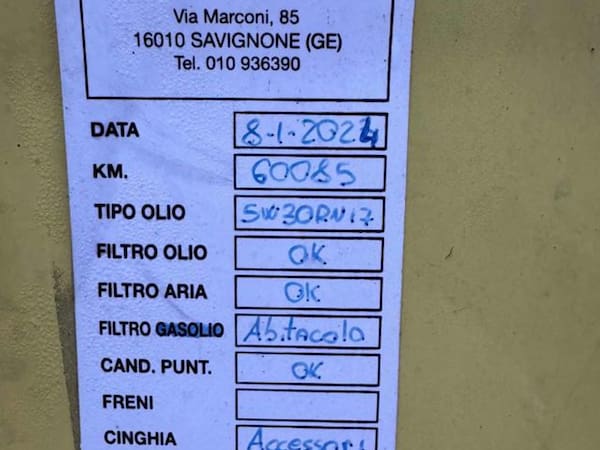 Via Marconi, 85
16010 SAVIGNONE (GE)
Tel. 010 936390
DATA 8-1-2024
KM. 60085
TIPO OLIO 5W30RN17
FILTRO OLIO OK
FILTRO ARIA OK
FILTRO GASOLIO Abitacolo
CAND. PUNT. OK
FRENI
CINGHIA Accessori